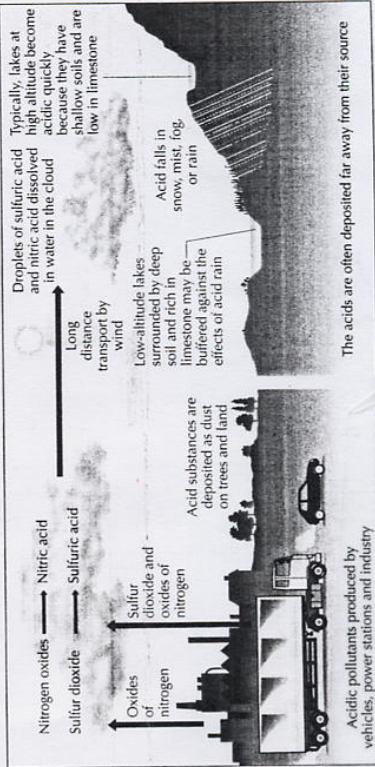 Nitrogen oxides → Nitric acid
Sulfur dioxide → Sulfuric acid
Oxides
of
nitrogen
Sulfur
dioxide and
oxides of
nitrogen
Acidic pollutants produced by
vehicles, power stations and industry
Acid substances are
deposited as dust
on trees and land
Long
distance
transport by
wind
Droplets of sulfuric acid
and nitric acid dissolved
in water in the cloud
Low-altitude lakes
surrounded by deep
soil and rich in
limestone may be
buffered against the
effects of acid rain
Acid falls in
snow, mist, fog,
or rain
Typically, lakes at
high altitude become
acidic quickly
because they have
shallow soils and are
low in limestone
The acids are often deposited far away from their source